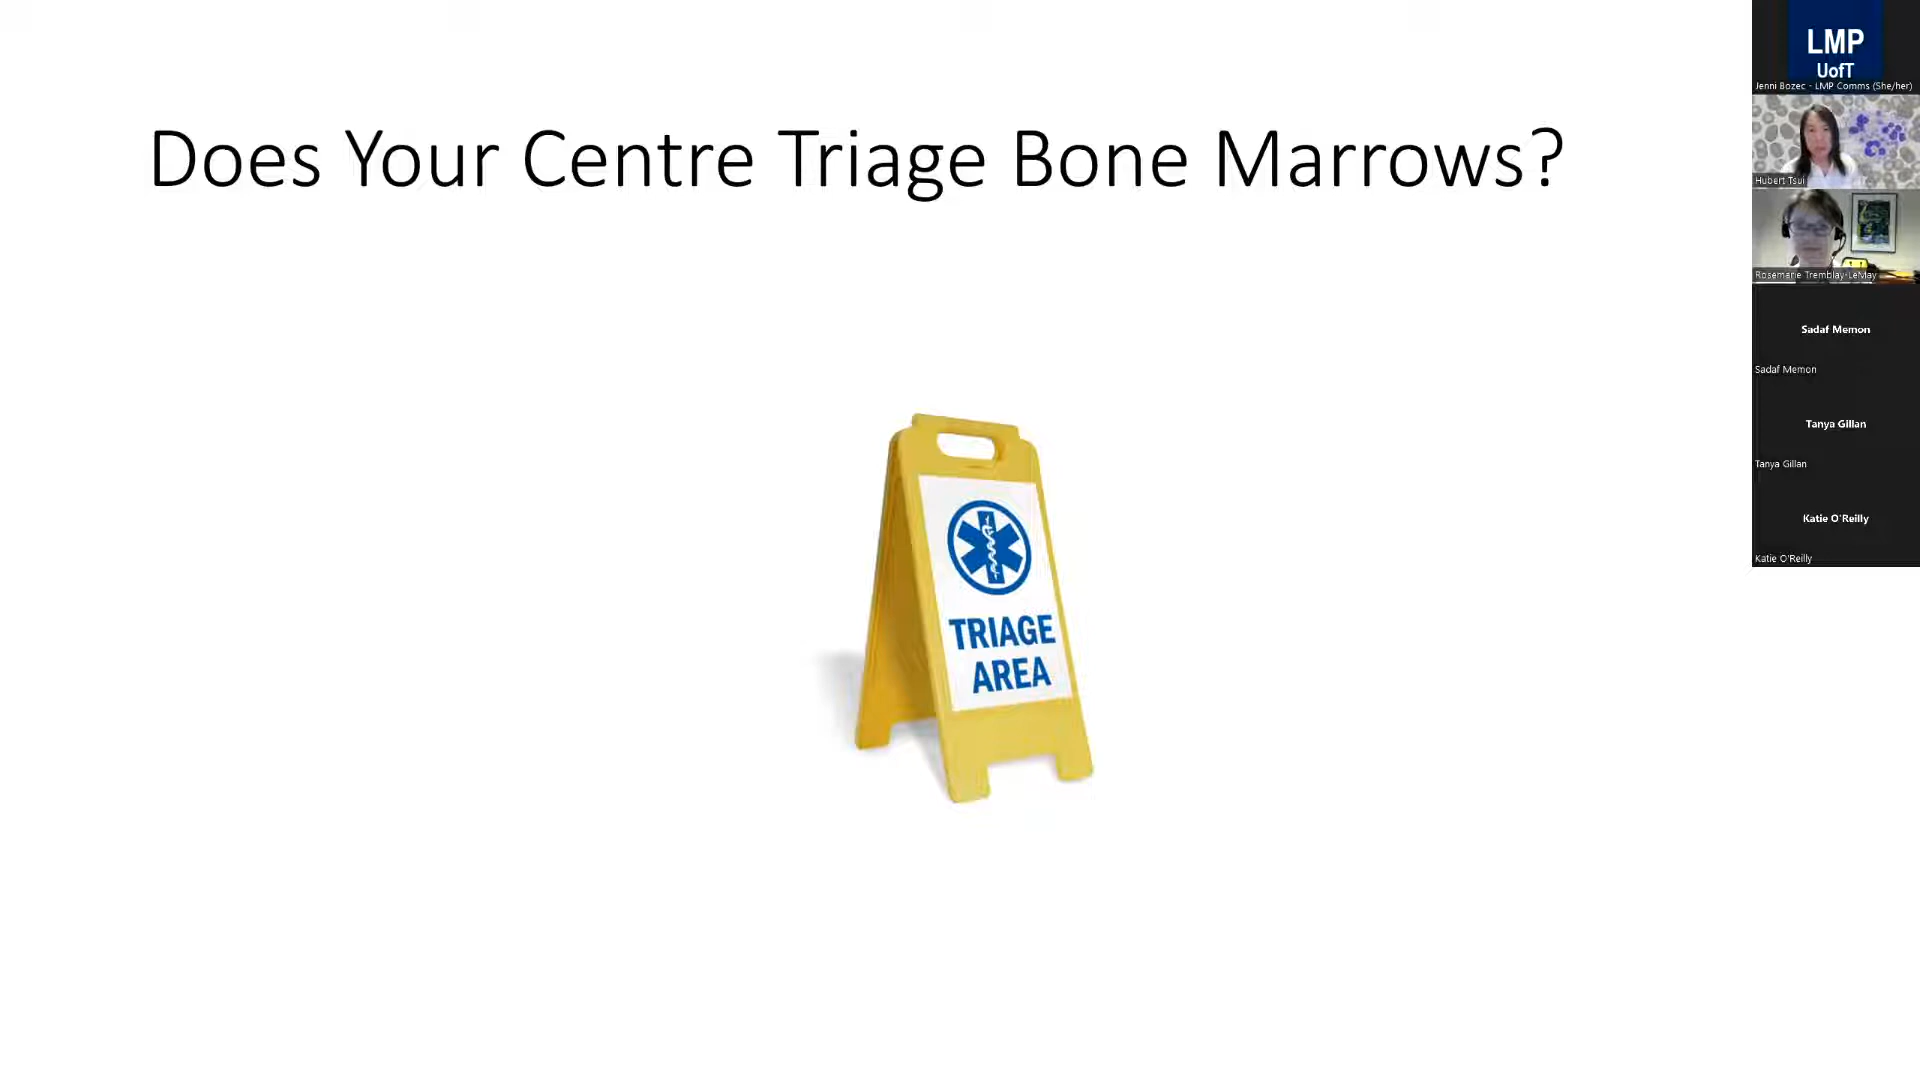 Does Your Centre Triage Bone Marrows?
TRIAGE
AREA
LMP
UofT
Jenni Bozec - LMP Comms (She/her)
Hubert Tsui
Rosemarie Tremblay-LeMay
Sadaf Memon
Sadaf Memon
Tanya Gillan
Tanya Gillan
Katie O'Reilly
Katie O'Reilly